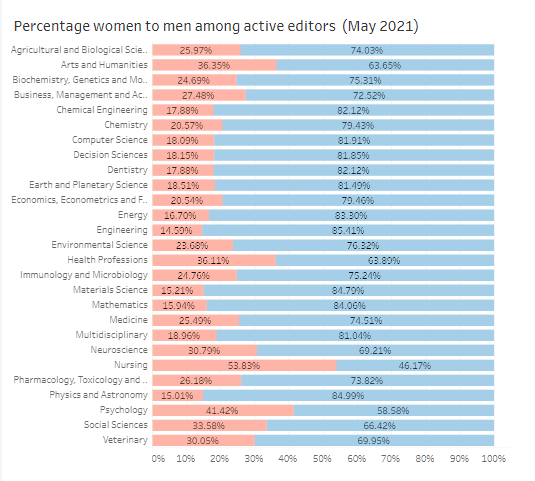 Percentage women to men among active editors (May 2021)
Agricultural and Biological Scie.. 25.97% 74.03%
Arts and Humanities 36.35% 63.65%
Biochemistry, Genetics and Mo.. 24.69% 75.31%
Business, Management and Ac.. 27.48% 72.52%
Chemical Engineering 17.88% 82.12%
Chemistry 20.57% 79.43%
Computer Science 18.09% 81.91%
Decision Sciences 18.15% 81.85%
Dentistry 17.88% 82.12%
Earth and Planetary Science 18.51% 81.49%
Economics, Econometrics and F.. 20.54% 79.46%
Energy 16.70% 83.30%
Engineering 14.59% 85.41%
Environmental Science 23.68% 76.32%
Health Professions 36.11% 63.89%
Immunology and Microbiology 24.76% 75.24%
Materials Science 15.21% 84.79%
Mathematics 15.94% 84.06%
Medicine 25.49% 74.51%
Multidisciplinary 18.96% 81.04%
Neuroscience 30.79% 69.21%
Nursing 53.83% 46.17%
Pharmacology, Toxicology and .. 26.18% 73.82%
Physics and Astronomy 15.01% 84.99%
Psychology 41.42% 58.58%
Social Sciences 33.58% 66.42%
Veterinary 30.05% 69.95%
0% 10% 20% 30% 40% 50% 60% 70% 80% 90% 100%